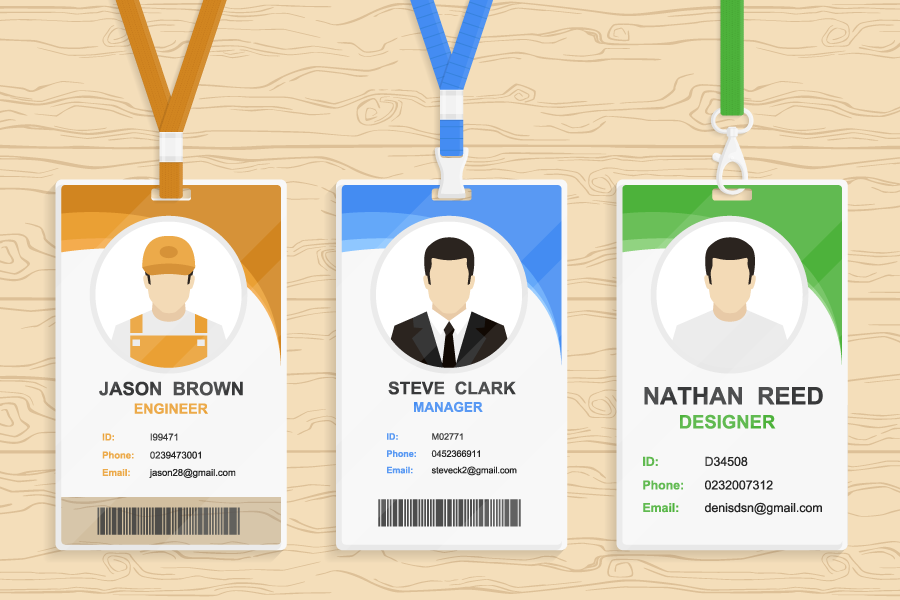 JASON BROWN
ENGINEER
ID: I99471
Phone: 0239473001
Email: jason28@gmail.com
STEVE CLARK
MANAGER
ID: M02771
Phone: 0452366911
Email: steveck2@gmail.com
NATHAN REED
DESIGNER
ID: D34508
Phone: 0232007312
Email: denisdsn@gmail.com